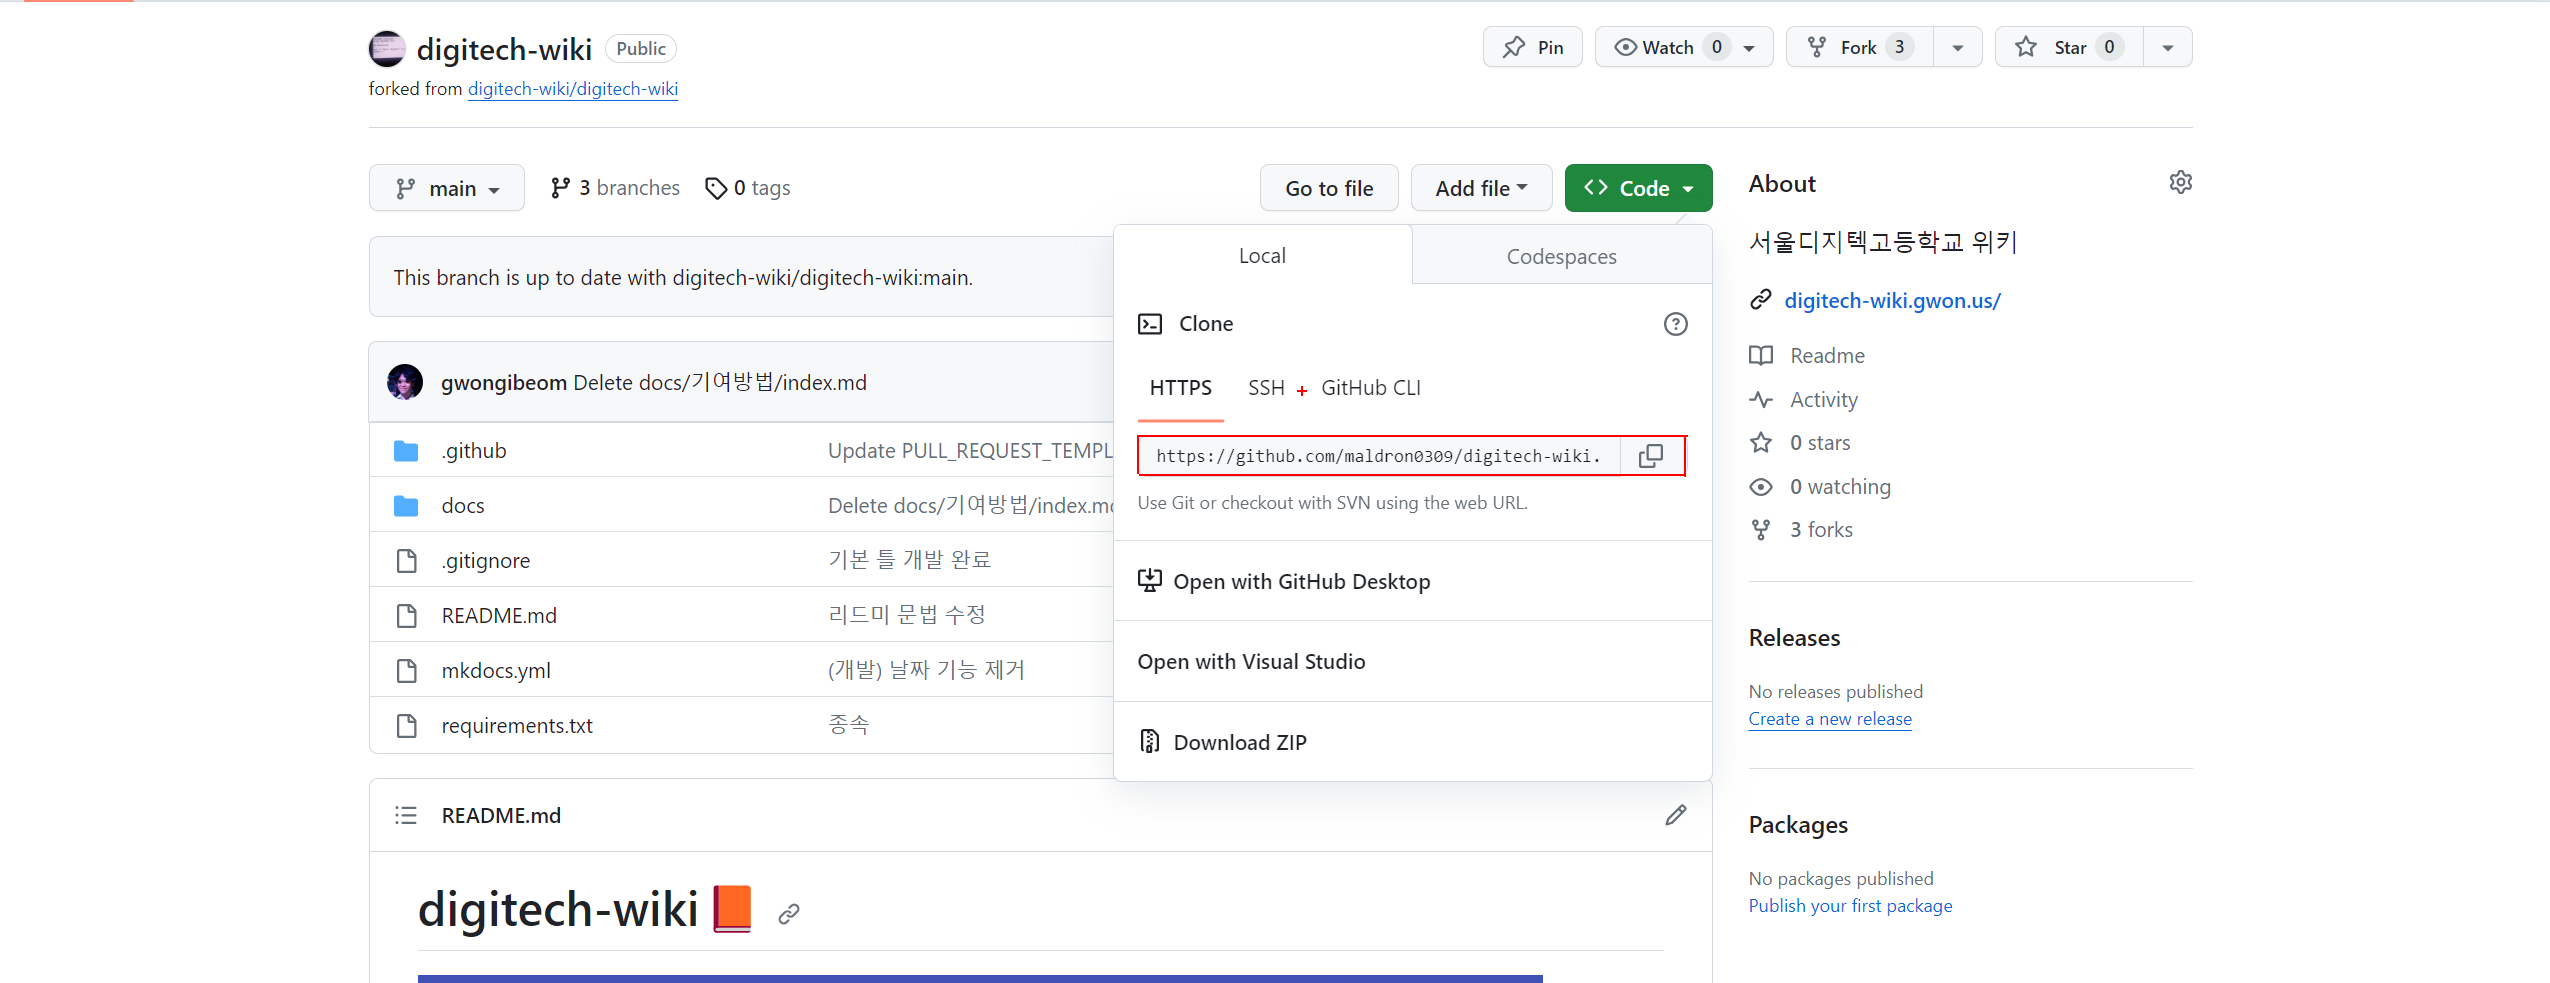 digitech-wiki Public
Pin Watch 0 Fork 3 Star 0
forked from digitech-wiki/digitech-wiki
main 3 branches 0 tags
Go to file Add file <> Code
This branch is up to date with digitech-wiki/digitech-wiki:main.
gwongibeom Delete docs/기여방법/index.md
.github Update PULL_REQUEST_TEMPL
docs Delete docs/기여방법/index.md
.gitignore 기본 틀 개발 완료
README.md 리드미 문법 수정
mkdocs.yml (개발) 날짜 기능 제거
requirements.txt 종속
Local Codespaces
Clone
HTTPS SSH + GitHub CLI
https://github.com/maldron0309/digitech-wiki.
Use Git or checkout with SVN using the web URL.
Open with GitHub Desktop
Open with Visual Studio
Download ZIP
README.md
digitech-wiki
About
서울디지텍고등학교 위키
digitech-wiki.gwon.us/
Readme
Activity
0 stars
0 watching
3 forks
Releases
No releases published
Create a new release
Packages
No packages published
Publish your first package